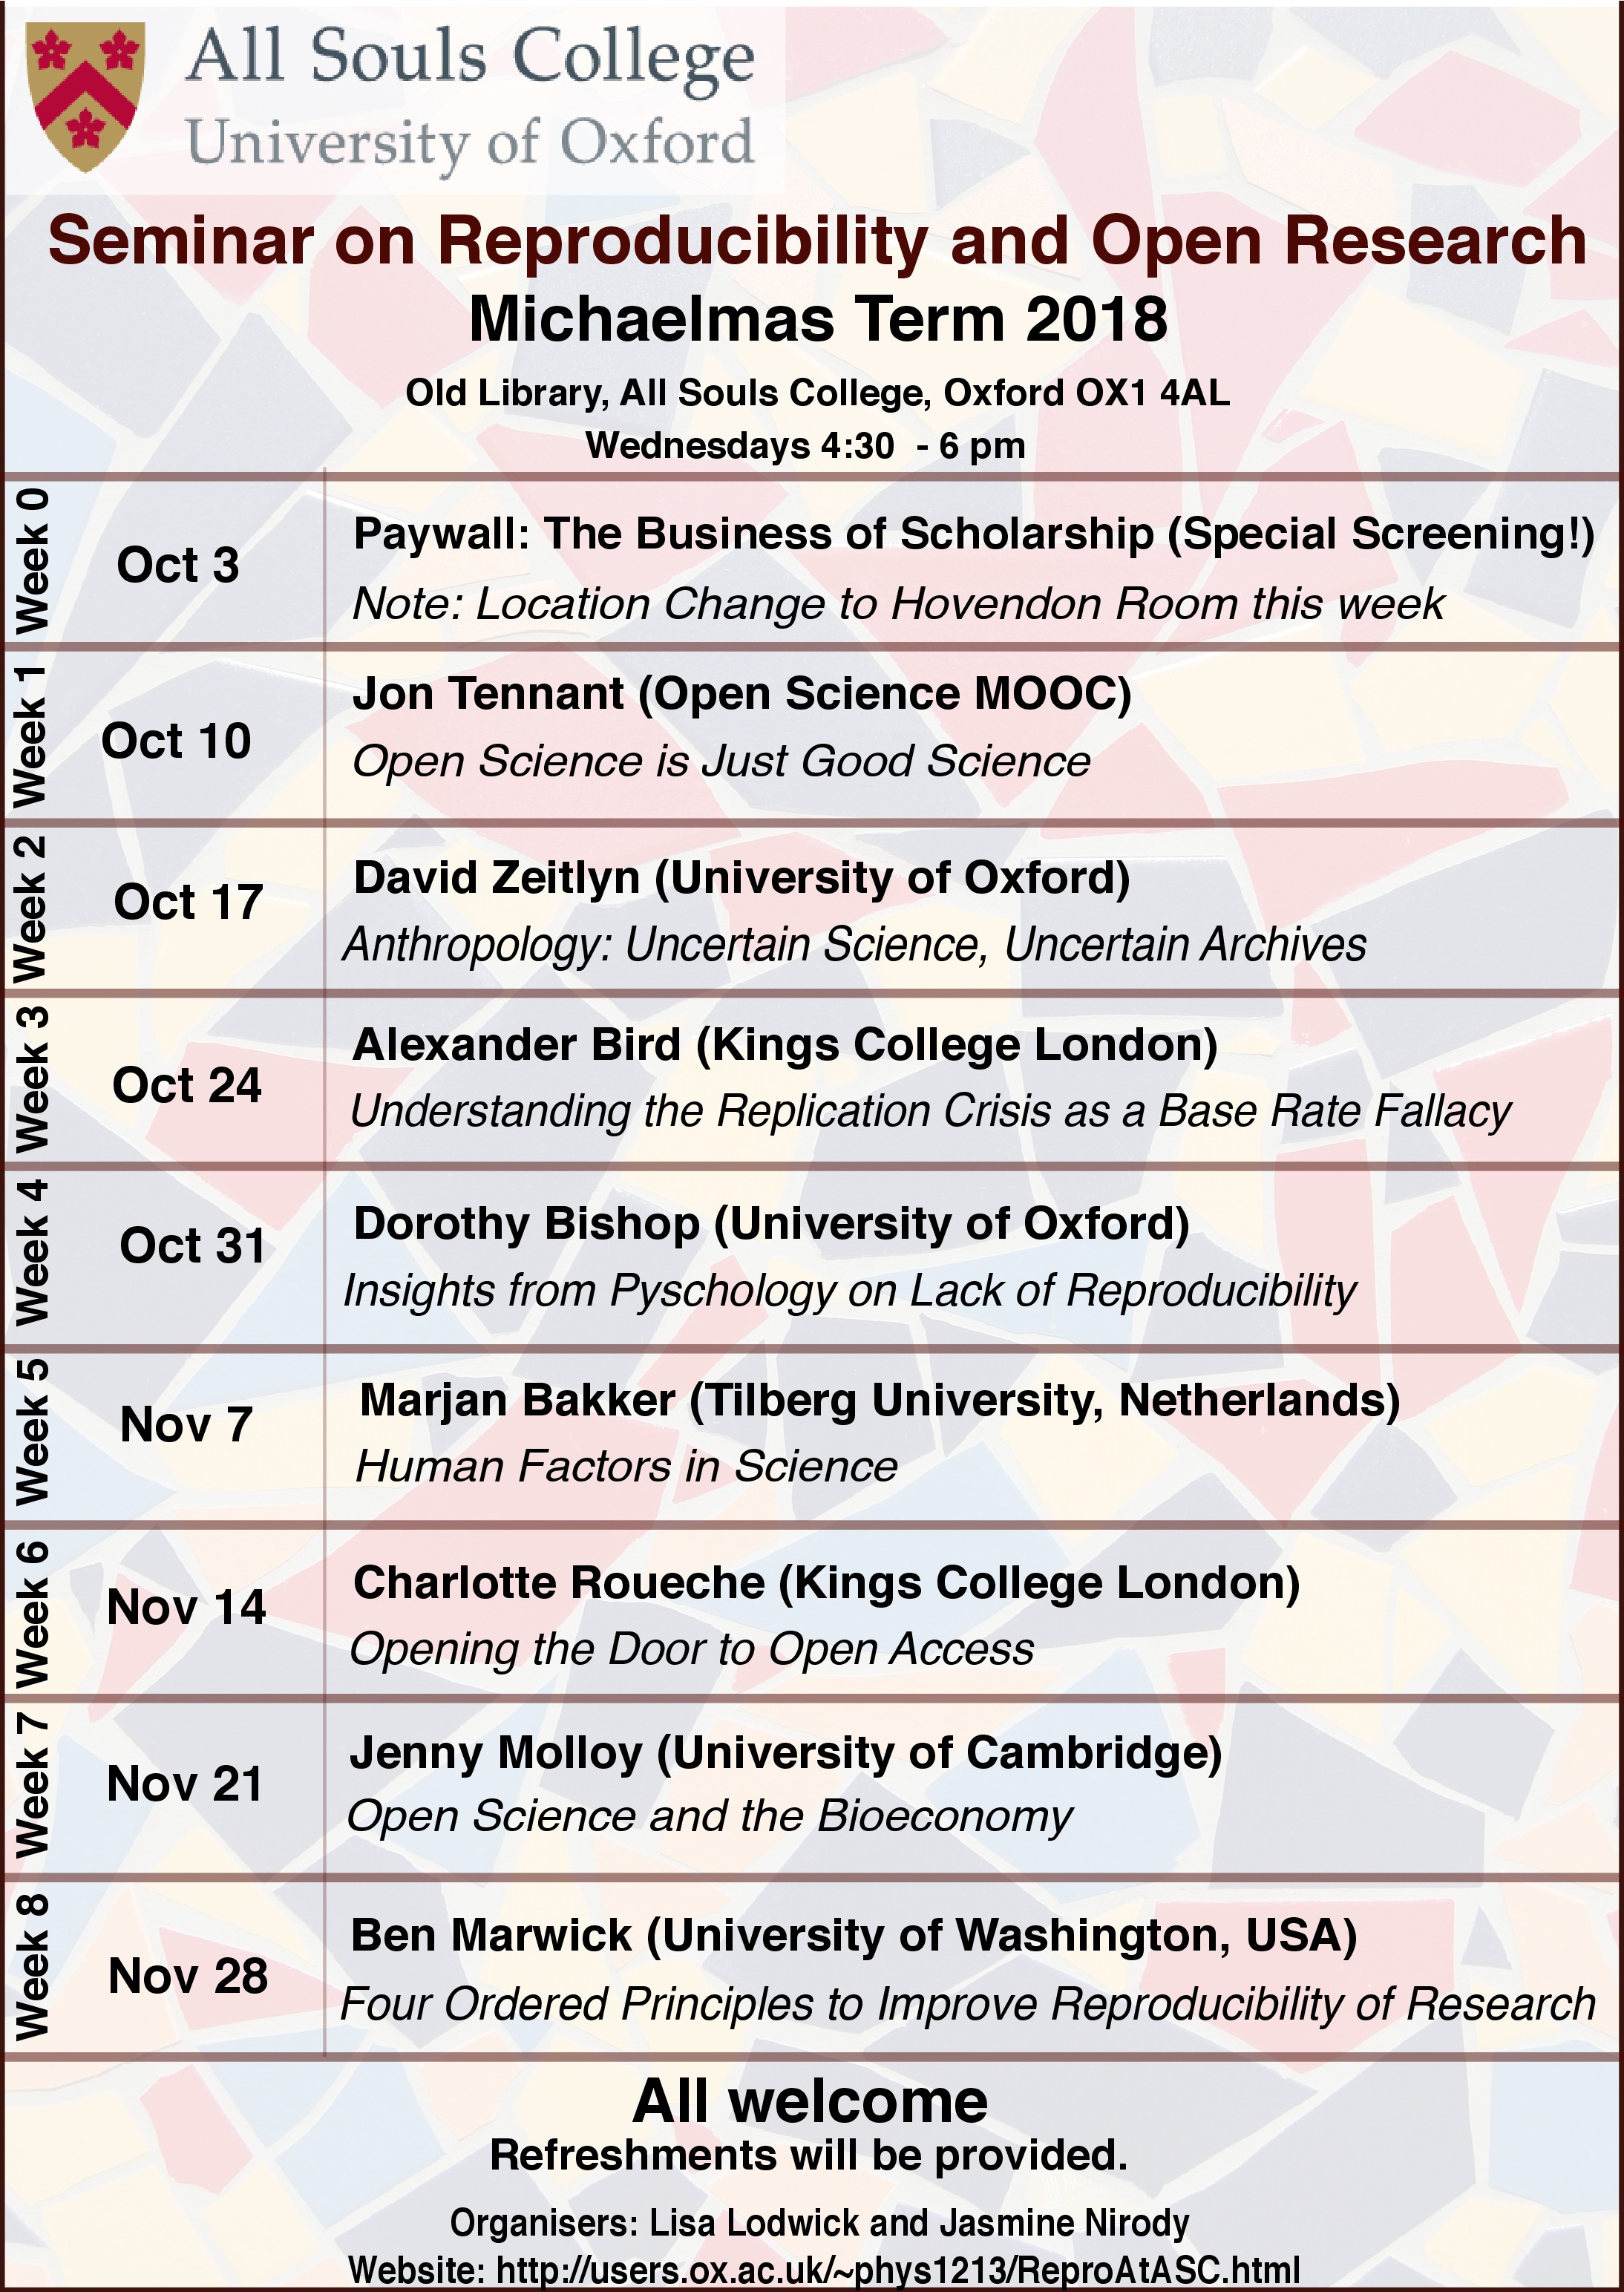 All Souls College
University of Oxford
Seminar on Reproducibility and Open Research
Michaelmas Term 2018
Old Library, All Souls College, Oxford OX1 4AL
Wednesdays 4:30 - 6 pm
Week 0
Oct 3
Paywall: The Business of Scholarship (Special Screening!)
Note: Location Change to Hovendon Room this week
Week 1
Oct 10
Jon Tennant (Open Science MOOC)
Open Science is Just Good Science
Week 2
Oct 17
David Zeitlyn (University of Oxford)
Anthropology: Uncertain Science, Uncertain Archives
Week 3
Oct 24
Alexander Bird (Kings College London)
Understanding the Replication Crisis as a Base Rate Fallacy
Week 4
Oct 31
Dorothy Bishop (University of Oxford)
Insights from Pyschology on Lack of Reproducibility
Week 5
Nov 7
Marjan Bakker (Tilberg University, Netherlands)
Human Factors in Science
Week 6
Nov 14
Charlotte Roueche (Kings College London)
Opening the Door to Open Access
Week 7
Nov 21
Jenny Molloy (University of Cambridge)
Open Science and the Bioeconomy
Week 8
Nov 28
Ben Marwick (University of Washington, USA)
Four Ordered Principles to Improve Reproducibility of Research
All welcome
Refreshments will be provided.
Organisers: Lisa Lodwick and Jasmine Nirody
Website: http://users.ox.ac.uk/~phys1213/ReproAtASC.html